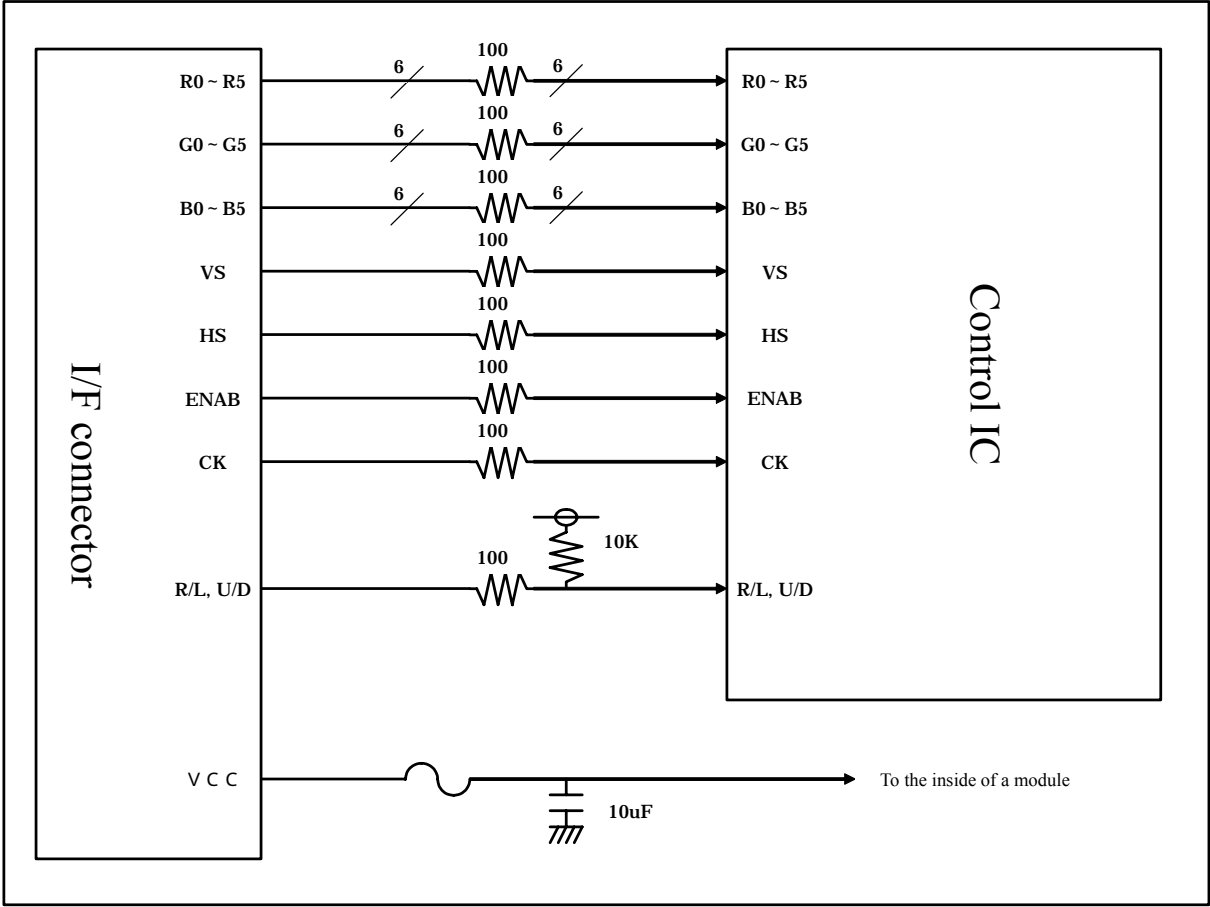 100
R0 ~ R5 6 6 R0 ~ R5
100
G0 ~ G5 6 6 G0 ~ G5
100
B0 ~ B5 6 6 B0 ~ B5
100
VS VS
100
HS HS
100
ENAB ENAB
100
CK CK
10K
100
R/L, U/D R/L, U/D
I/F connector
Control IC
VCC To the inside of a module
10uF